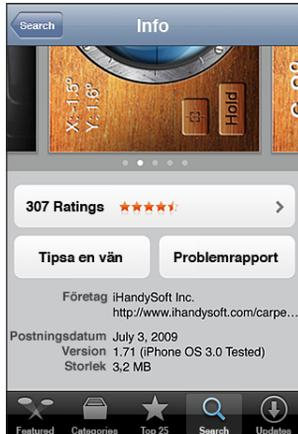 Search
Info
X: -1.5°
Y: 1.6°
Hold
307 Ratings
Tipsa en vän
Problemrapport
Företag iHandySoft Inc.
http://www.ihandysoft.com/carpe...
Postningsdatum July 3, 2009
Version 1.71 (iPhone OS 3.0 Tested)
Storlek 3,2 MB
Featured Categories Top 25 Search Updates